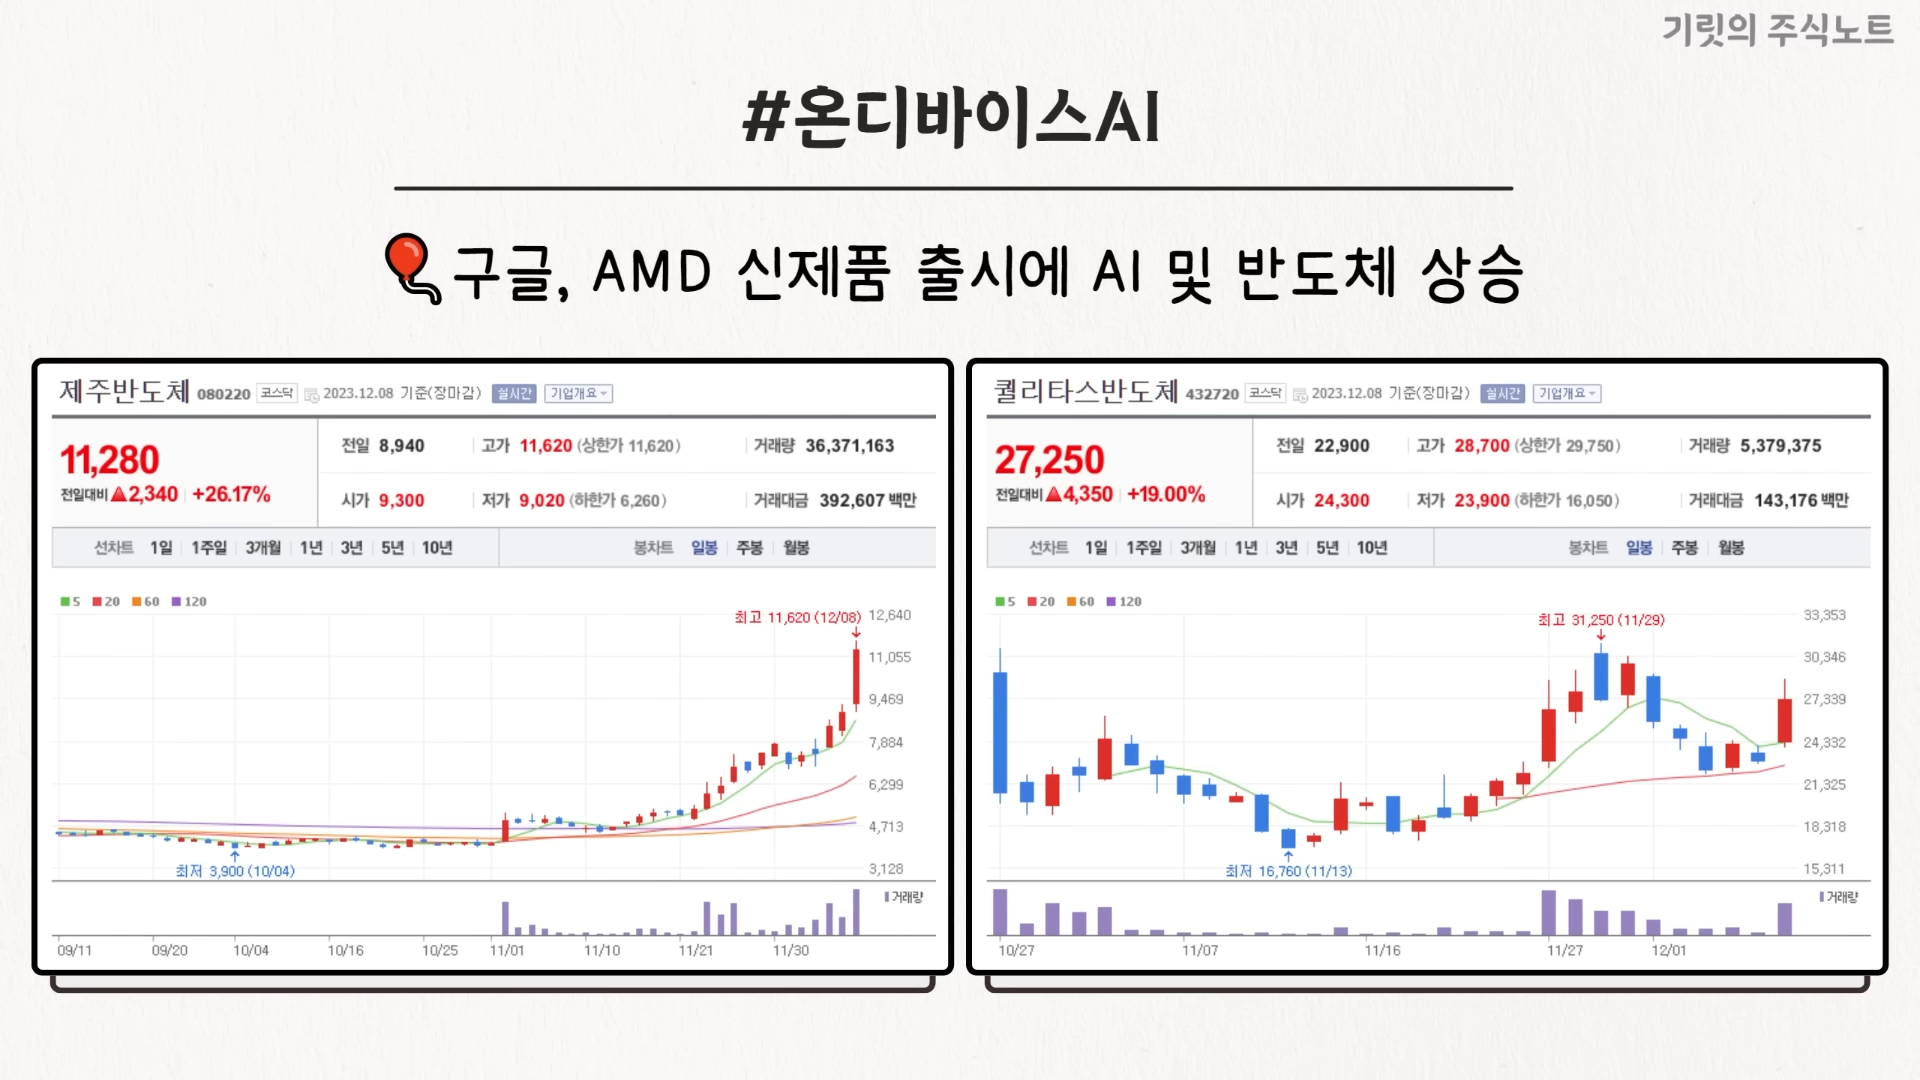 기릿의 주식노트
#온디바이스AI
구글, AMD 신제품 출시에 AI 및 반도체 상승
제주반도체 080220 코스닥 2023.12.08 기준(장마감) 실시간 기업개요
11,280
전일대비 ▲2,340 +26.17%
전일 8,940 고가 11,620 (상한가 11,620) 거래량 36,371,163
시가 9,300 저가 9,020 (하한가 6,260) 거래대금 392,607 백만
선차트 1일 1주일 3개월 1년 3년 5년 10년 봉차트 일봉 주봉 월봉
5 20 60 120
최고 11,620 (12/08)
12,640
11,055
9,469
7,884
6,299
4,713
3,128
최저 3,900 (10/04)
거래량
09/11 09/20 10/04 10/16 10/25 11/01 11/10 11/21 11/30
퀄리타스반도체 432720 코스닥 2023.12.08 기준(장마감) 실시간 기업개요
27,250
전일대비 ▲4,350 +19.00%
전일 22,900 고가 28,700 (상한가 29,750) 거래량 5,379,375
시가 24,300 저가 23,900 (하한가 16,050) 거래대금 143,176 백만
선차트 1일 1주일 3개월 1년 3년 5년 10년 봉차트 일봉 주봉 월봉
5 20 60 120
최고 31,250 (11/29)
33,353
30,346
27,339
24,332
21,325
18,318
15,311
최저 16,760 (11/13)
거래량
10/27 11/07 11/16 11/27 12/01